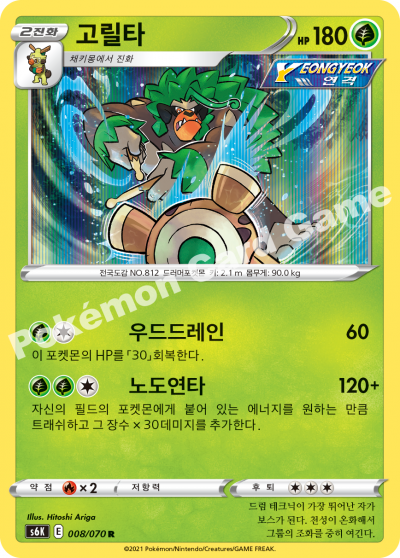 2진화
고릴타
HP 180
채키몽에서 진화
YEONGYEOK
연격
전국도감 NO.812 드러머포켓몬 키: 2.1 m 몸무게: 90.0 kg
Pokémon Card Game
우드드레인 60
이 포켓몬의 HP를 「30」회복한다.
노도연타 120+
자신의 필드의 포켓몬에게 붙어 있는 에너지를 원하는 만큼
트래쉬하고 그 장수 × 30데미지를 추가한다.
약 점 × 2 저항력 후 퇴
Illus. Hitoshi Ariga
s6K E 008/070 R
드럼 테크닉이 가장 뛰어난 자가
보스가 된다. 천성이 온화해서
그룹의 조화를 중히 여긴다.
©2021 Pokémon/Nintendo/Creatures/GAME FREAK.